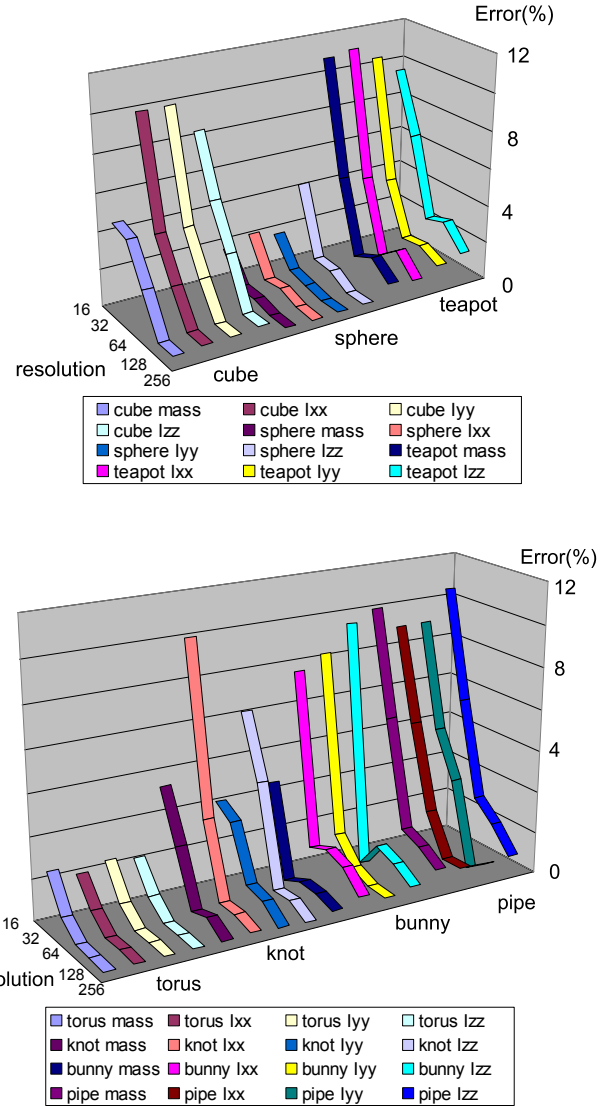 Error(%)
12
8
4
0
16
32
64
128
256
resolution
cube
sphere
teapot
cube mass cube Ixx cube Iyy
cube Izz sphere mass sphere Ixx
sphere Iyy sphere Izz teapot mass
teapot Ixx teapot Iyy teapot Izz
Error(%)
12
8
4
0
16
32
64
128
256
olution
torus
knot
bunny
pipe
torus mass torus Ixx torus Iyy torus Izz
knot mass knot Ixx knot Iyy knot Izz
bunny mass bunny Ixx bunny Iyy bunny Izz
pipe mass pipe Ixx pipe Iyy pipe Izz